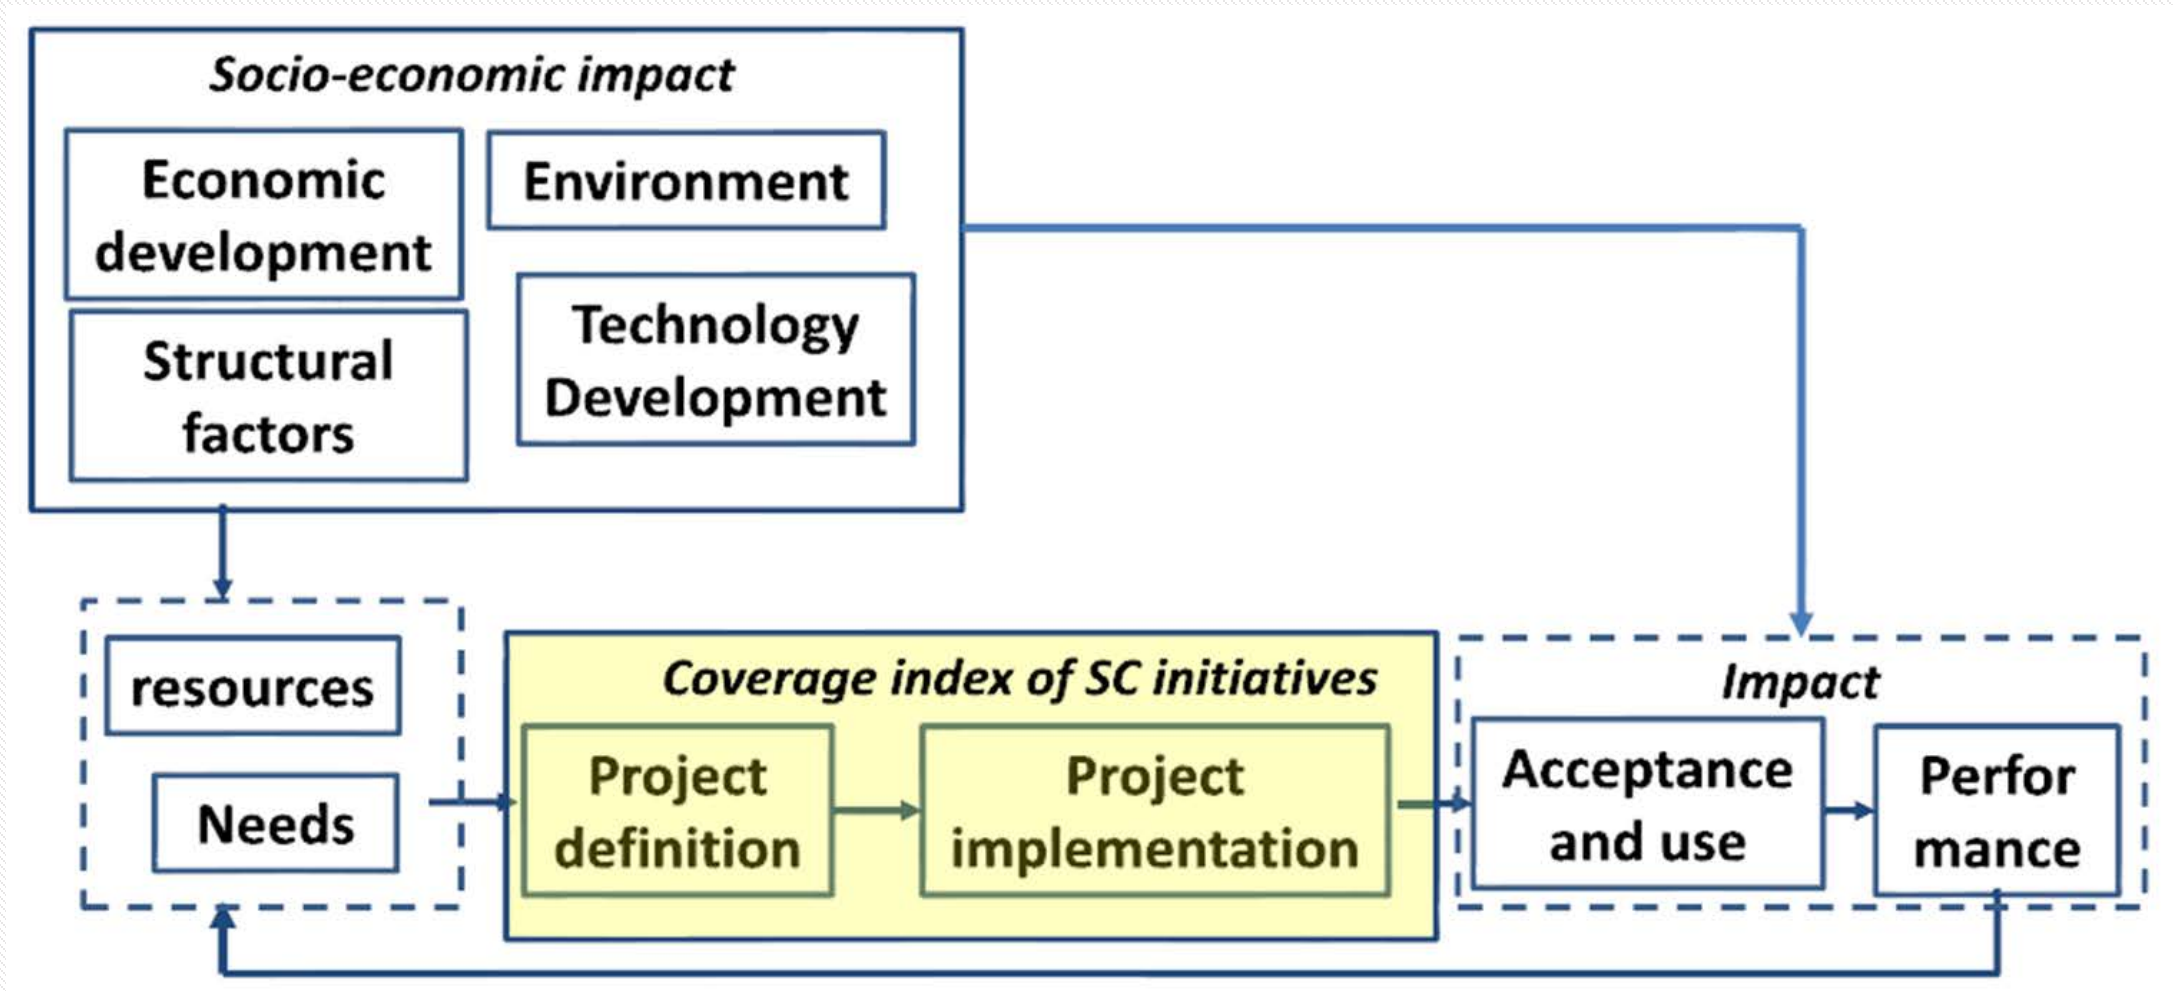 Socio-economic impact
Economic
development
Environment
Structural
factors
Technology
Development
resources
Needs
Coverage index of SC initiatives
Project
definition
Project
implementation
Impact
Acceptance
and use
Perfor
mance